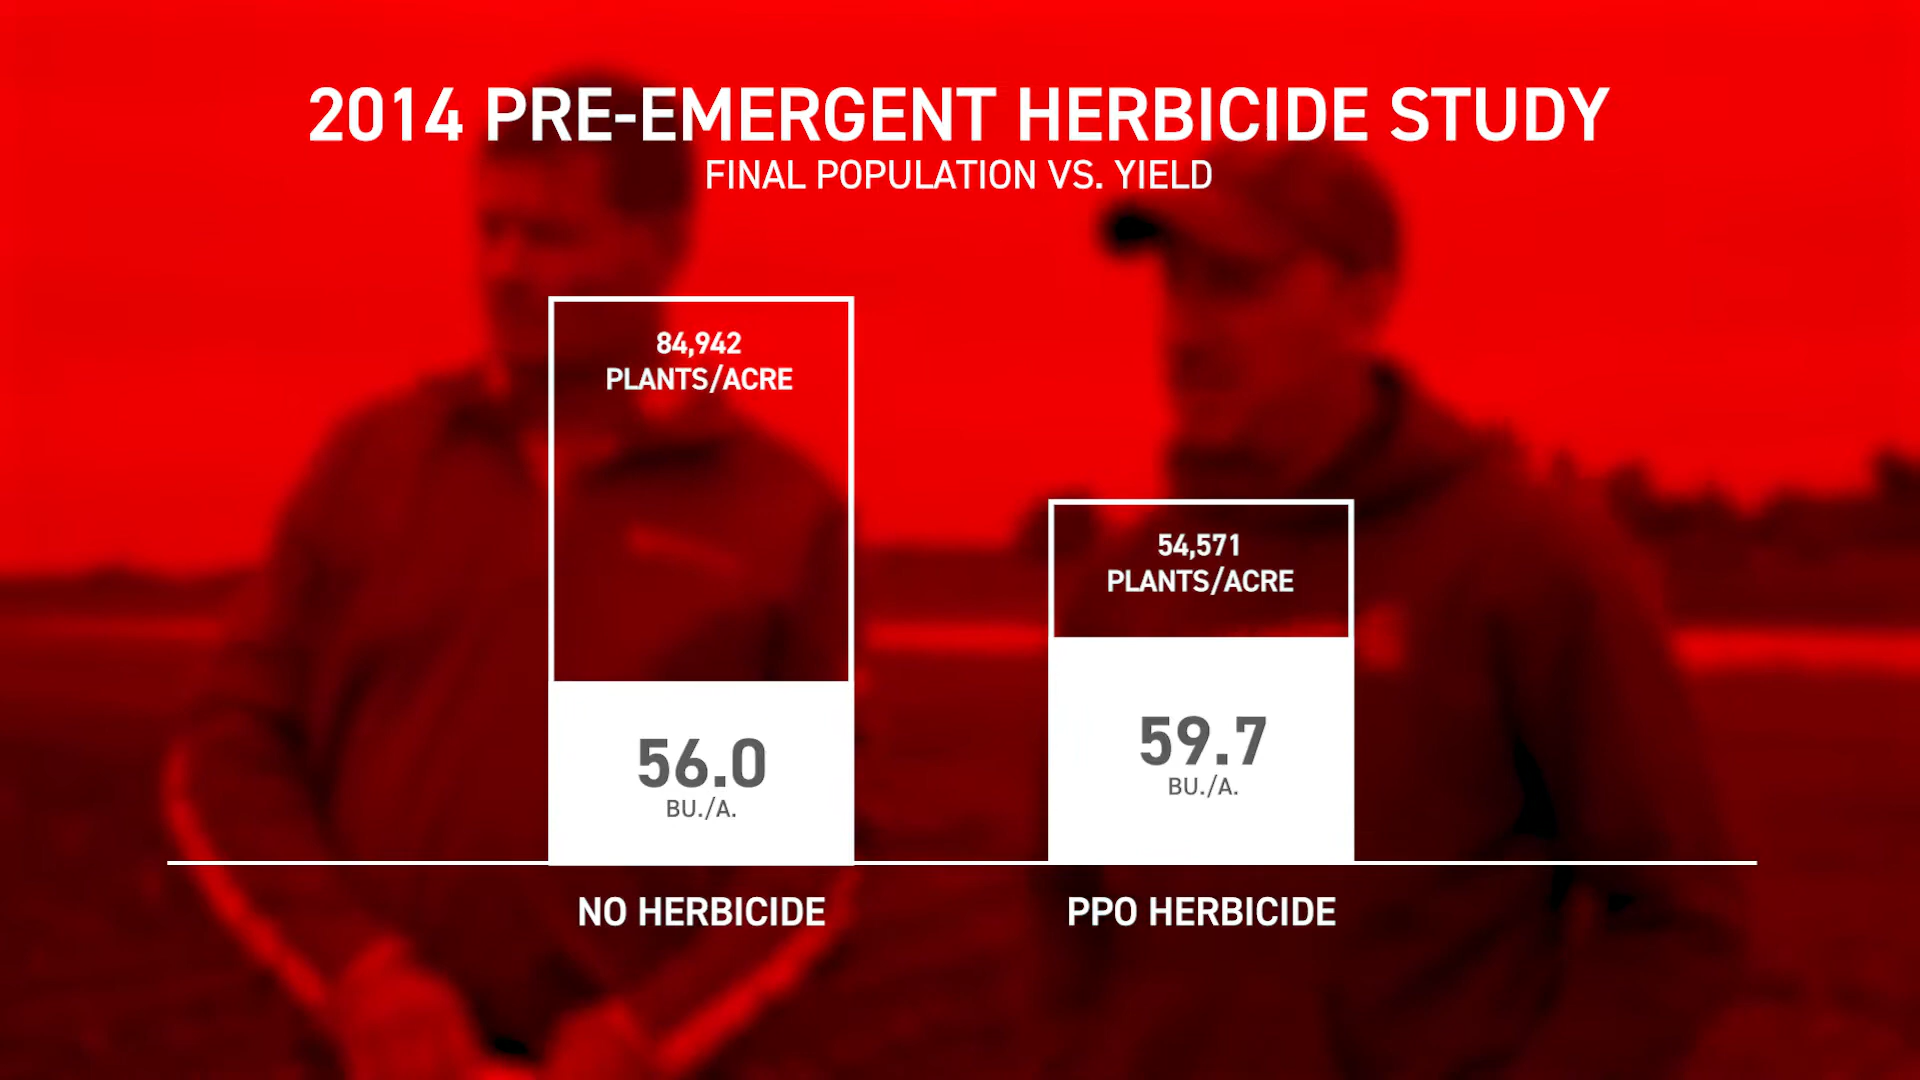 2014 PRE-EMERGENT HERBICIDE STUDY
FINAL POPULATION VS. YIELD
84,942
PLANTS/ACRE
56.0
BU./A.
NO HERBICIDE
54,571
PLANTS/ACRE
59.7
BU./A.
PPO HERBICIDE